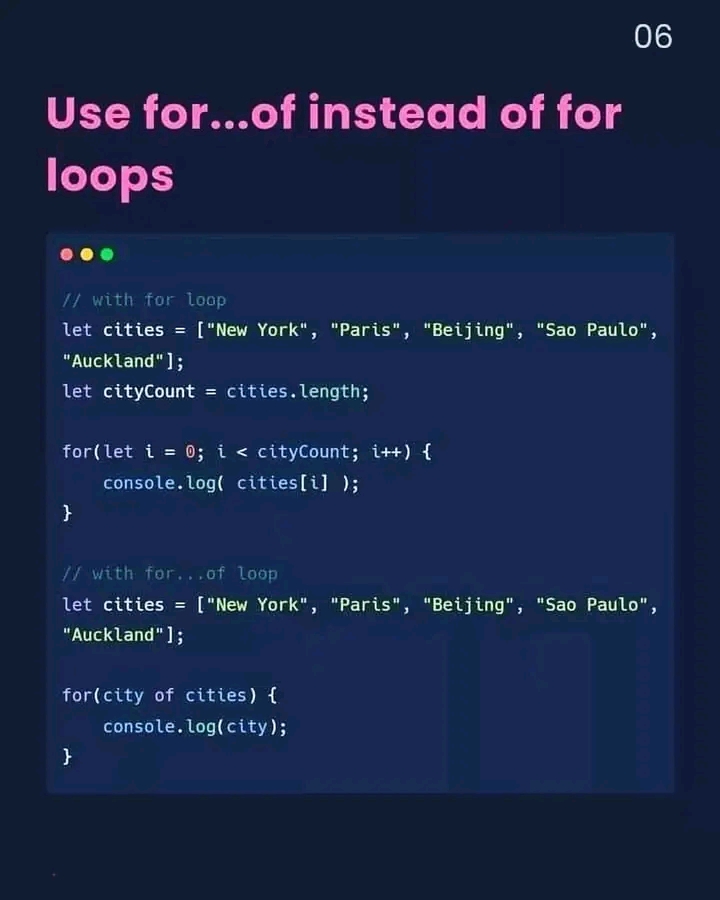 06
Use for...of instead of for
loops
// with for loop
let cities = ["New York", "Paris", "Beijing", "Sao Paulo",
"Auckland"];
let cityCount = cities.length;
for(let i = 0; i < cityCount; i++) {
    console.log( cities[i] );
}
// with for...of loop
let cities = ["New York", "Paris", "Beijing", "Sao Paulo",
"Auckland"];
for(city of cities) {
    console.log(city);
}